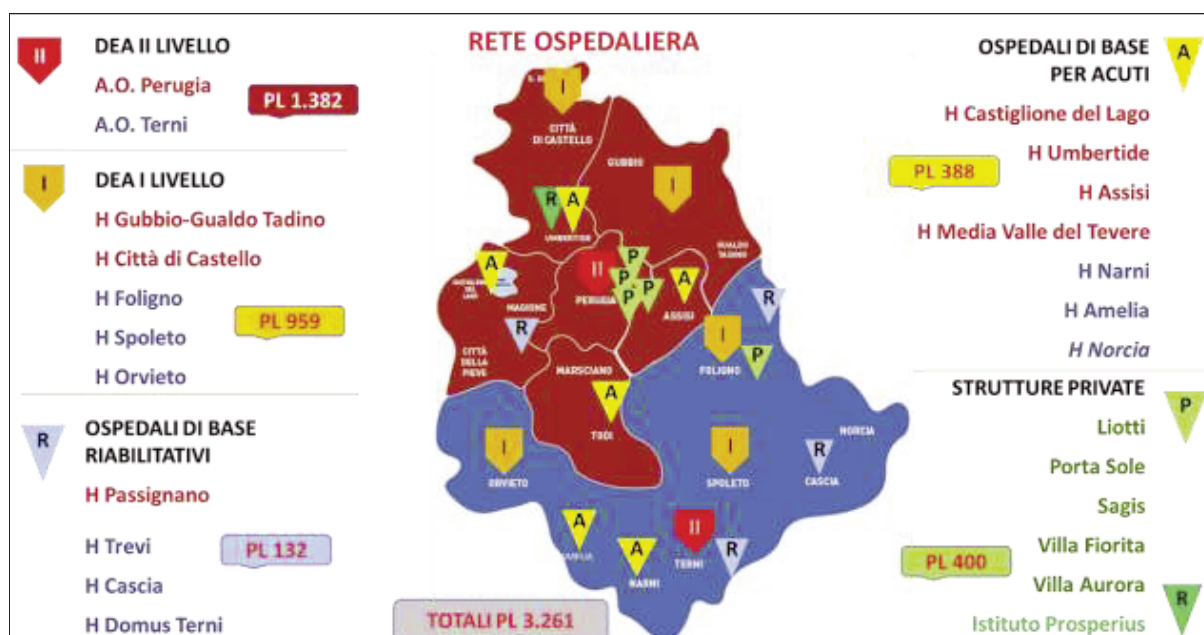 RETE OSPEDALIERA
II
DEA II LIVELLO
A.O. Perugia
PL 1.382
A.O. Terni
I
DEA I LIVELLO
H Gubbio-Gualdo Tadino
H Città di Castello
H Foligno
PL 959
H Spoleto
H Orvieto
R
OSPEDALI DI BASE
RIABILITATIVI
H Passignano
H Trevi
PL 132
H Cascia
H Domus Terni
I
CITTÀ
DI CASTELLO
GUBBIO
I
R
A
UMBERTIDE
GUALDO
TADINO
A
MAGIONE
R
CITTÀ
DELLA
PIEVE
II
PERUGIA
P
P
P
P
A
ASSISI
R
I
FOLIGNO
P
MARSCIANO
A
TODI
I
ORVIETO
I
SPOLETO
NORCIA
R
CASCIA
A
A
NARNI
II
TERNI
R
TOTALI PL 3.261
OSPEDALI DI BASE
PER ACUTI
A
H Castiglione del Lago
H Umbertide
PL 388
H Assisi
H Media Valle del Tevere
H Narni
H Amelia
H Norcia
STRUTTURE PRIVATE
P
Liotti
Porta Sole
Sagis
Villa Fiorita
PL 400
Villa Aurora
R
Istituto Prosperius